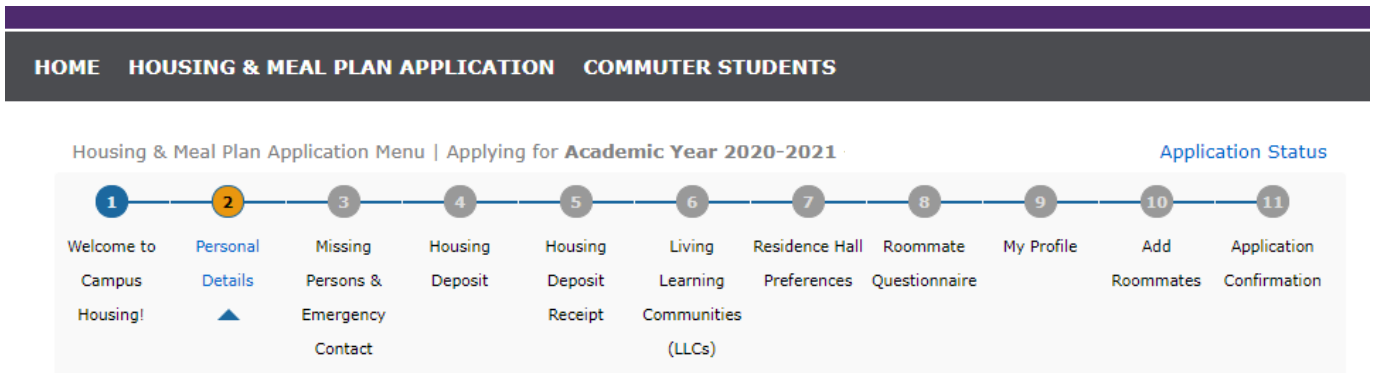 HOME HOUSING & MEAL PLAN APPLICATION COMMUTER STUDENTS
Housing & Meal Plan Application Menu | Applying for Academic Year 2020-2021
Application Status
1 2 3 4 5 6 7 8 9 10 11
Welcome to Campus Housing!
Personal Details
Missing Persons & Emergency Contact
Housing Deposit
Housing Deposit Receipt
Living Learning Communities (LLCs)
Residence Hall Preferences
Roommate Questionnaire
My Profile
Add Roommates
Application Confirmation